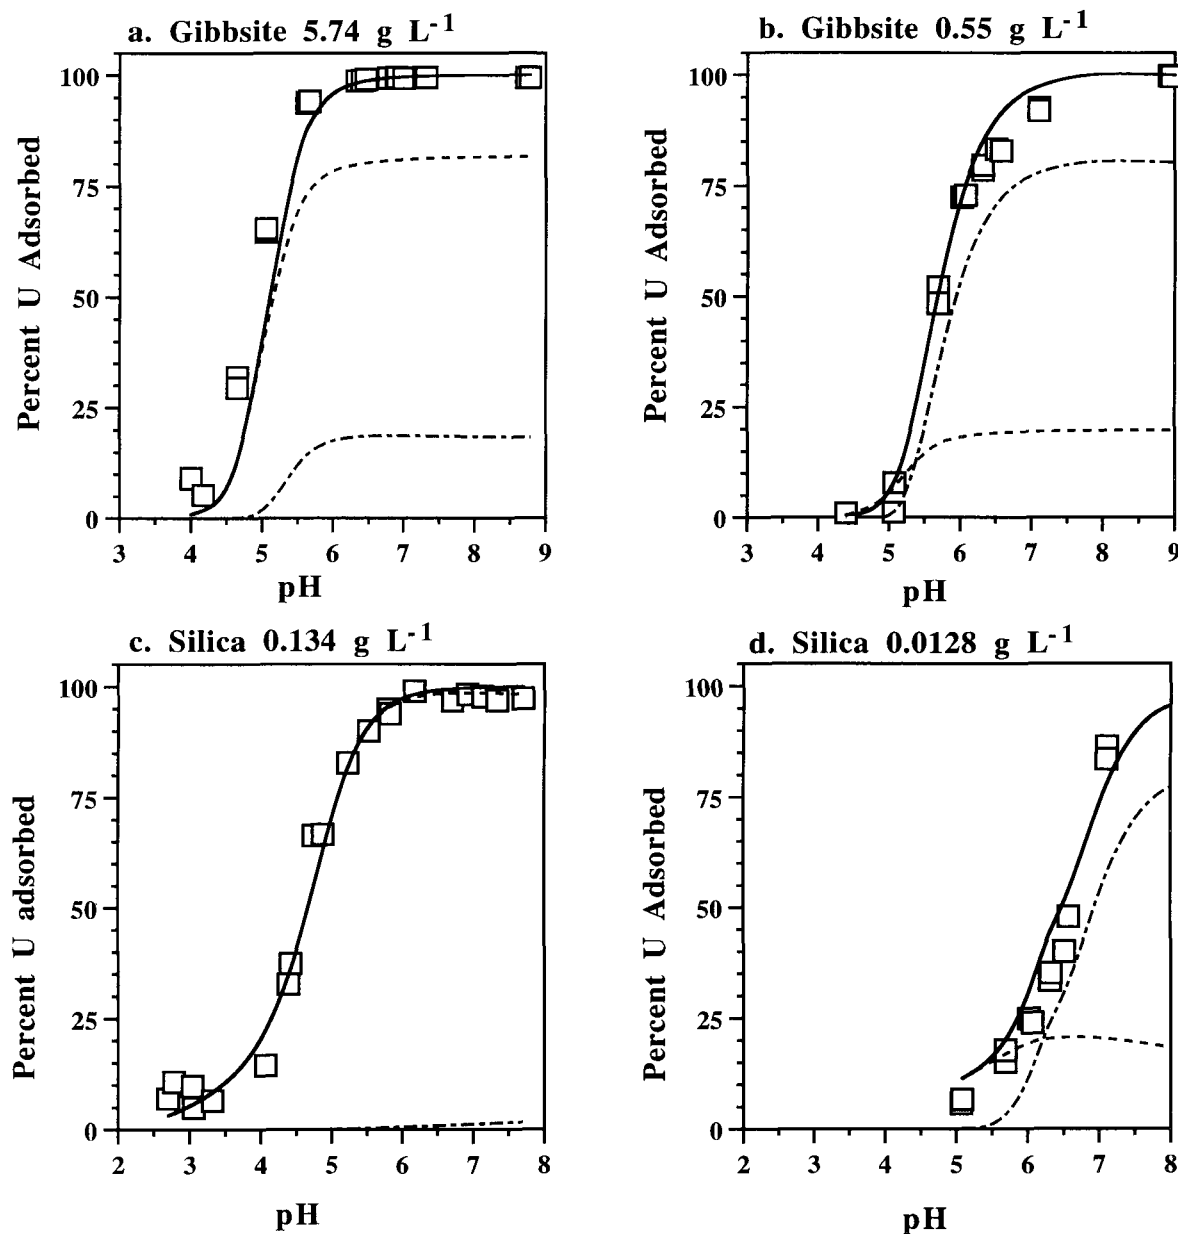 a. Gibbsite 5.74 g L-1
b. Gibbsite 0.55 g L-1
Percent U Adsorbed
100
75
50
25
0
3 4 5 6 7 8 9
pH
Percent U Adsorbed
100
75
50
25
0
3 4 5 6 7 8 9
pH
c. Silica 0.134 g L-1
d. Silica 0.0128 g L-1
Percent U adsorbed
100
75
50
25
0
2 3 4 5 6 7 8
pH
Percent U Adsorbed
100
75
50
25
0
2 3 4 5 6 7 8
pH